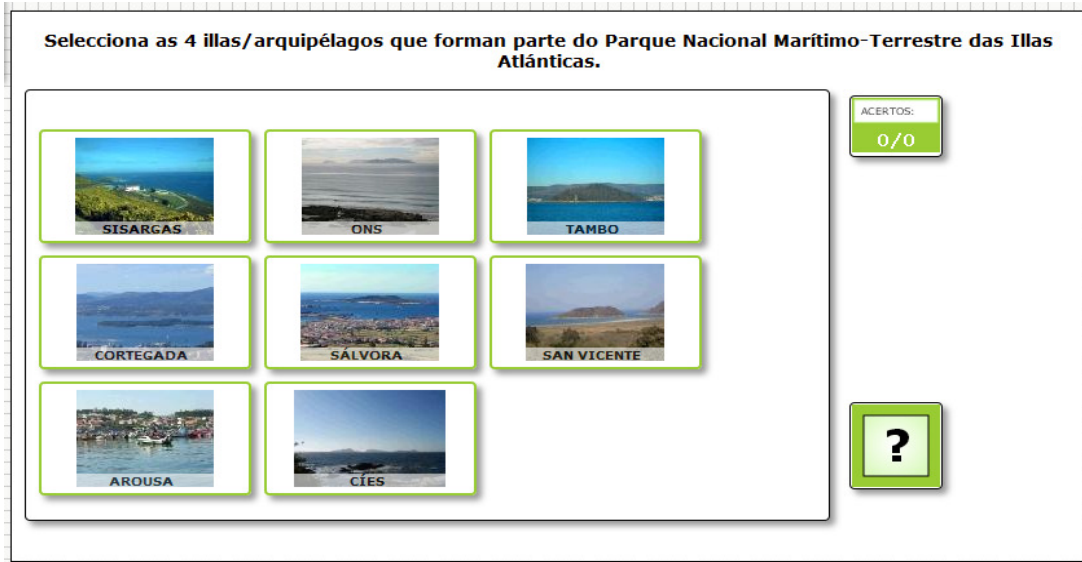 Selecciona as 4 illas/arquipélagos que forman parte do Parque Nacional Marítimo-Terrestre das Illas
Atlánticas.
ACERTOS:
0/0
SISARGAS
ONS
TAMBO
CORTEGADA
SÁLVORA
SAN VICENTE
AROUSA
CÍES
?